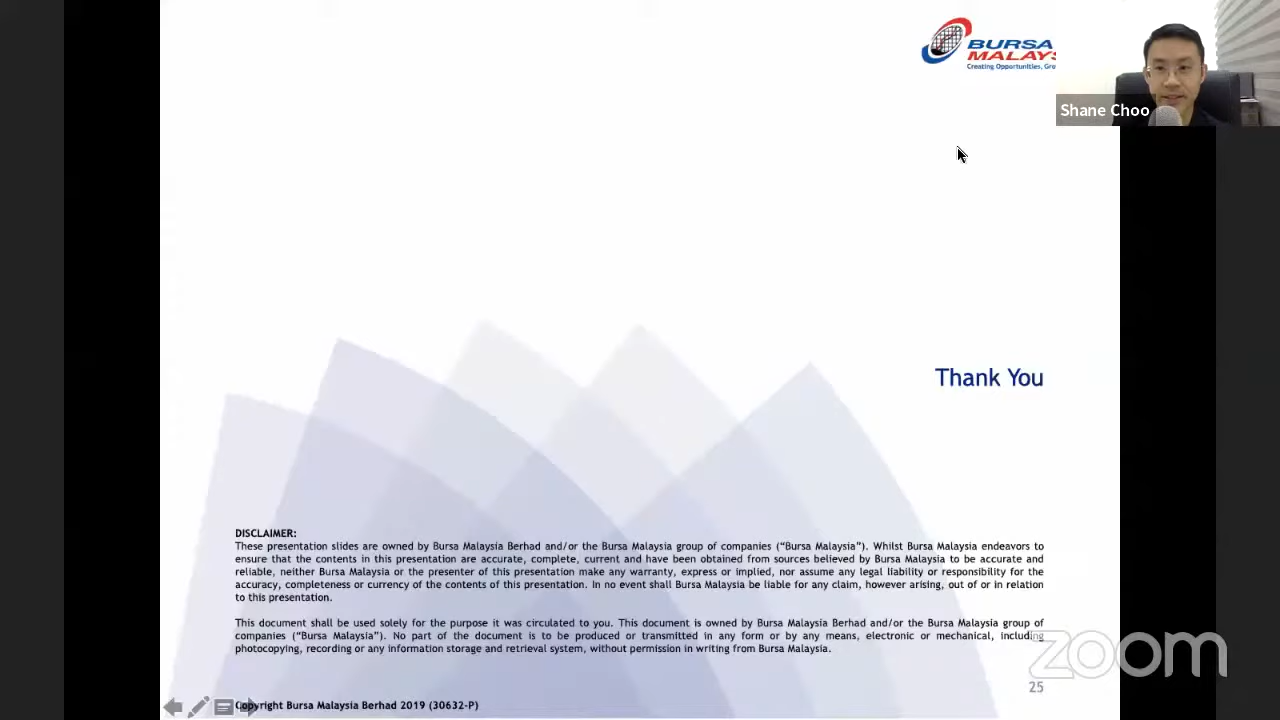 BURSA
MALAYS
Creating Opportunities, Gro
Shane Choo
Thank You
DISCLAIMER:
These presentation slides are owned by Bursa Malaysia Berhad and/or the Bursa Malaysia group of companies (“Bursa Malaysia”). Whilst Bursa Malaysia endeavors to
ensure that the contents in this presentation are accurate, complete, current and have been obtained from sources believed by Bursa Malaysia to be accurate and
reliable, neither Bursa Malaysia or the presenter of this presentation make any warranty, express or implied, nor assume any legal liability or responsibility for the
accuracy, completeness or currency of the contents of this presentation. In no event shall Bursa Malaysia be liable for any claim, however arising, out of or in relation
to this presentation.
This document shall be used solely for the purpose it was circulated to you. This document is owned by Bursa Malaysia Berhad and/or the Bursa Malaysia group of
companies (“Bursa Malaysia”). No part of the document is to be produced or transmitted in any form or by any means, electronic or mechanical, including
photocopying, recording or any information storage and retrieval system, without permission in writing from Bursa Malaysia.
zoom
25
Copyright Bursa Malaysia Berhad 2019 (30632-P)